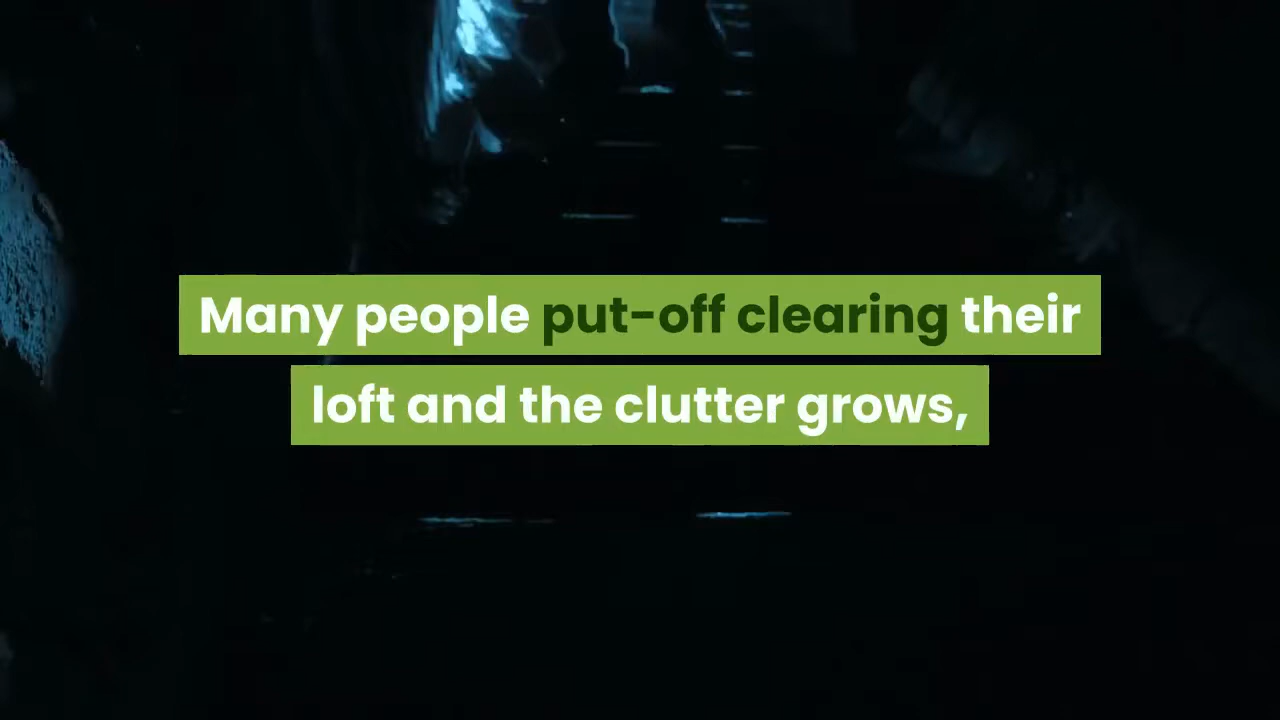 Many people put-off clearing their
loft and the clutter grows,